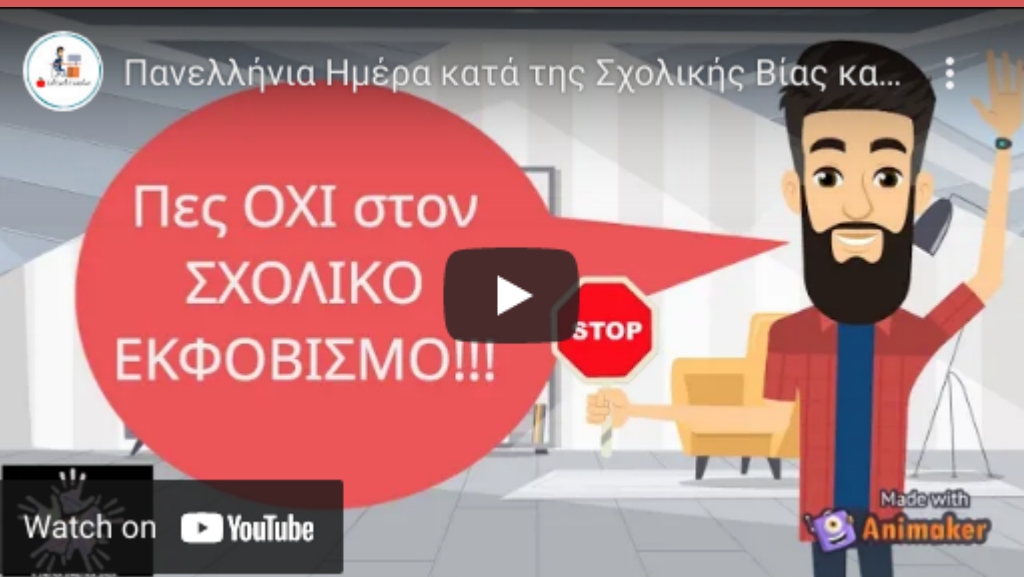 Πανελλήνια Ημέρα κατά της Σχολικής Βίας κα...
Πες ΟΧΙ στον
ΣΧΟΛΙΚΟ
ΕΚΦΟΒΙΣΜΟ!!!
STOP
Watch on YouTube
Made with
Animaker